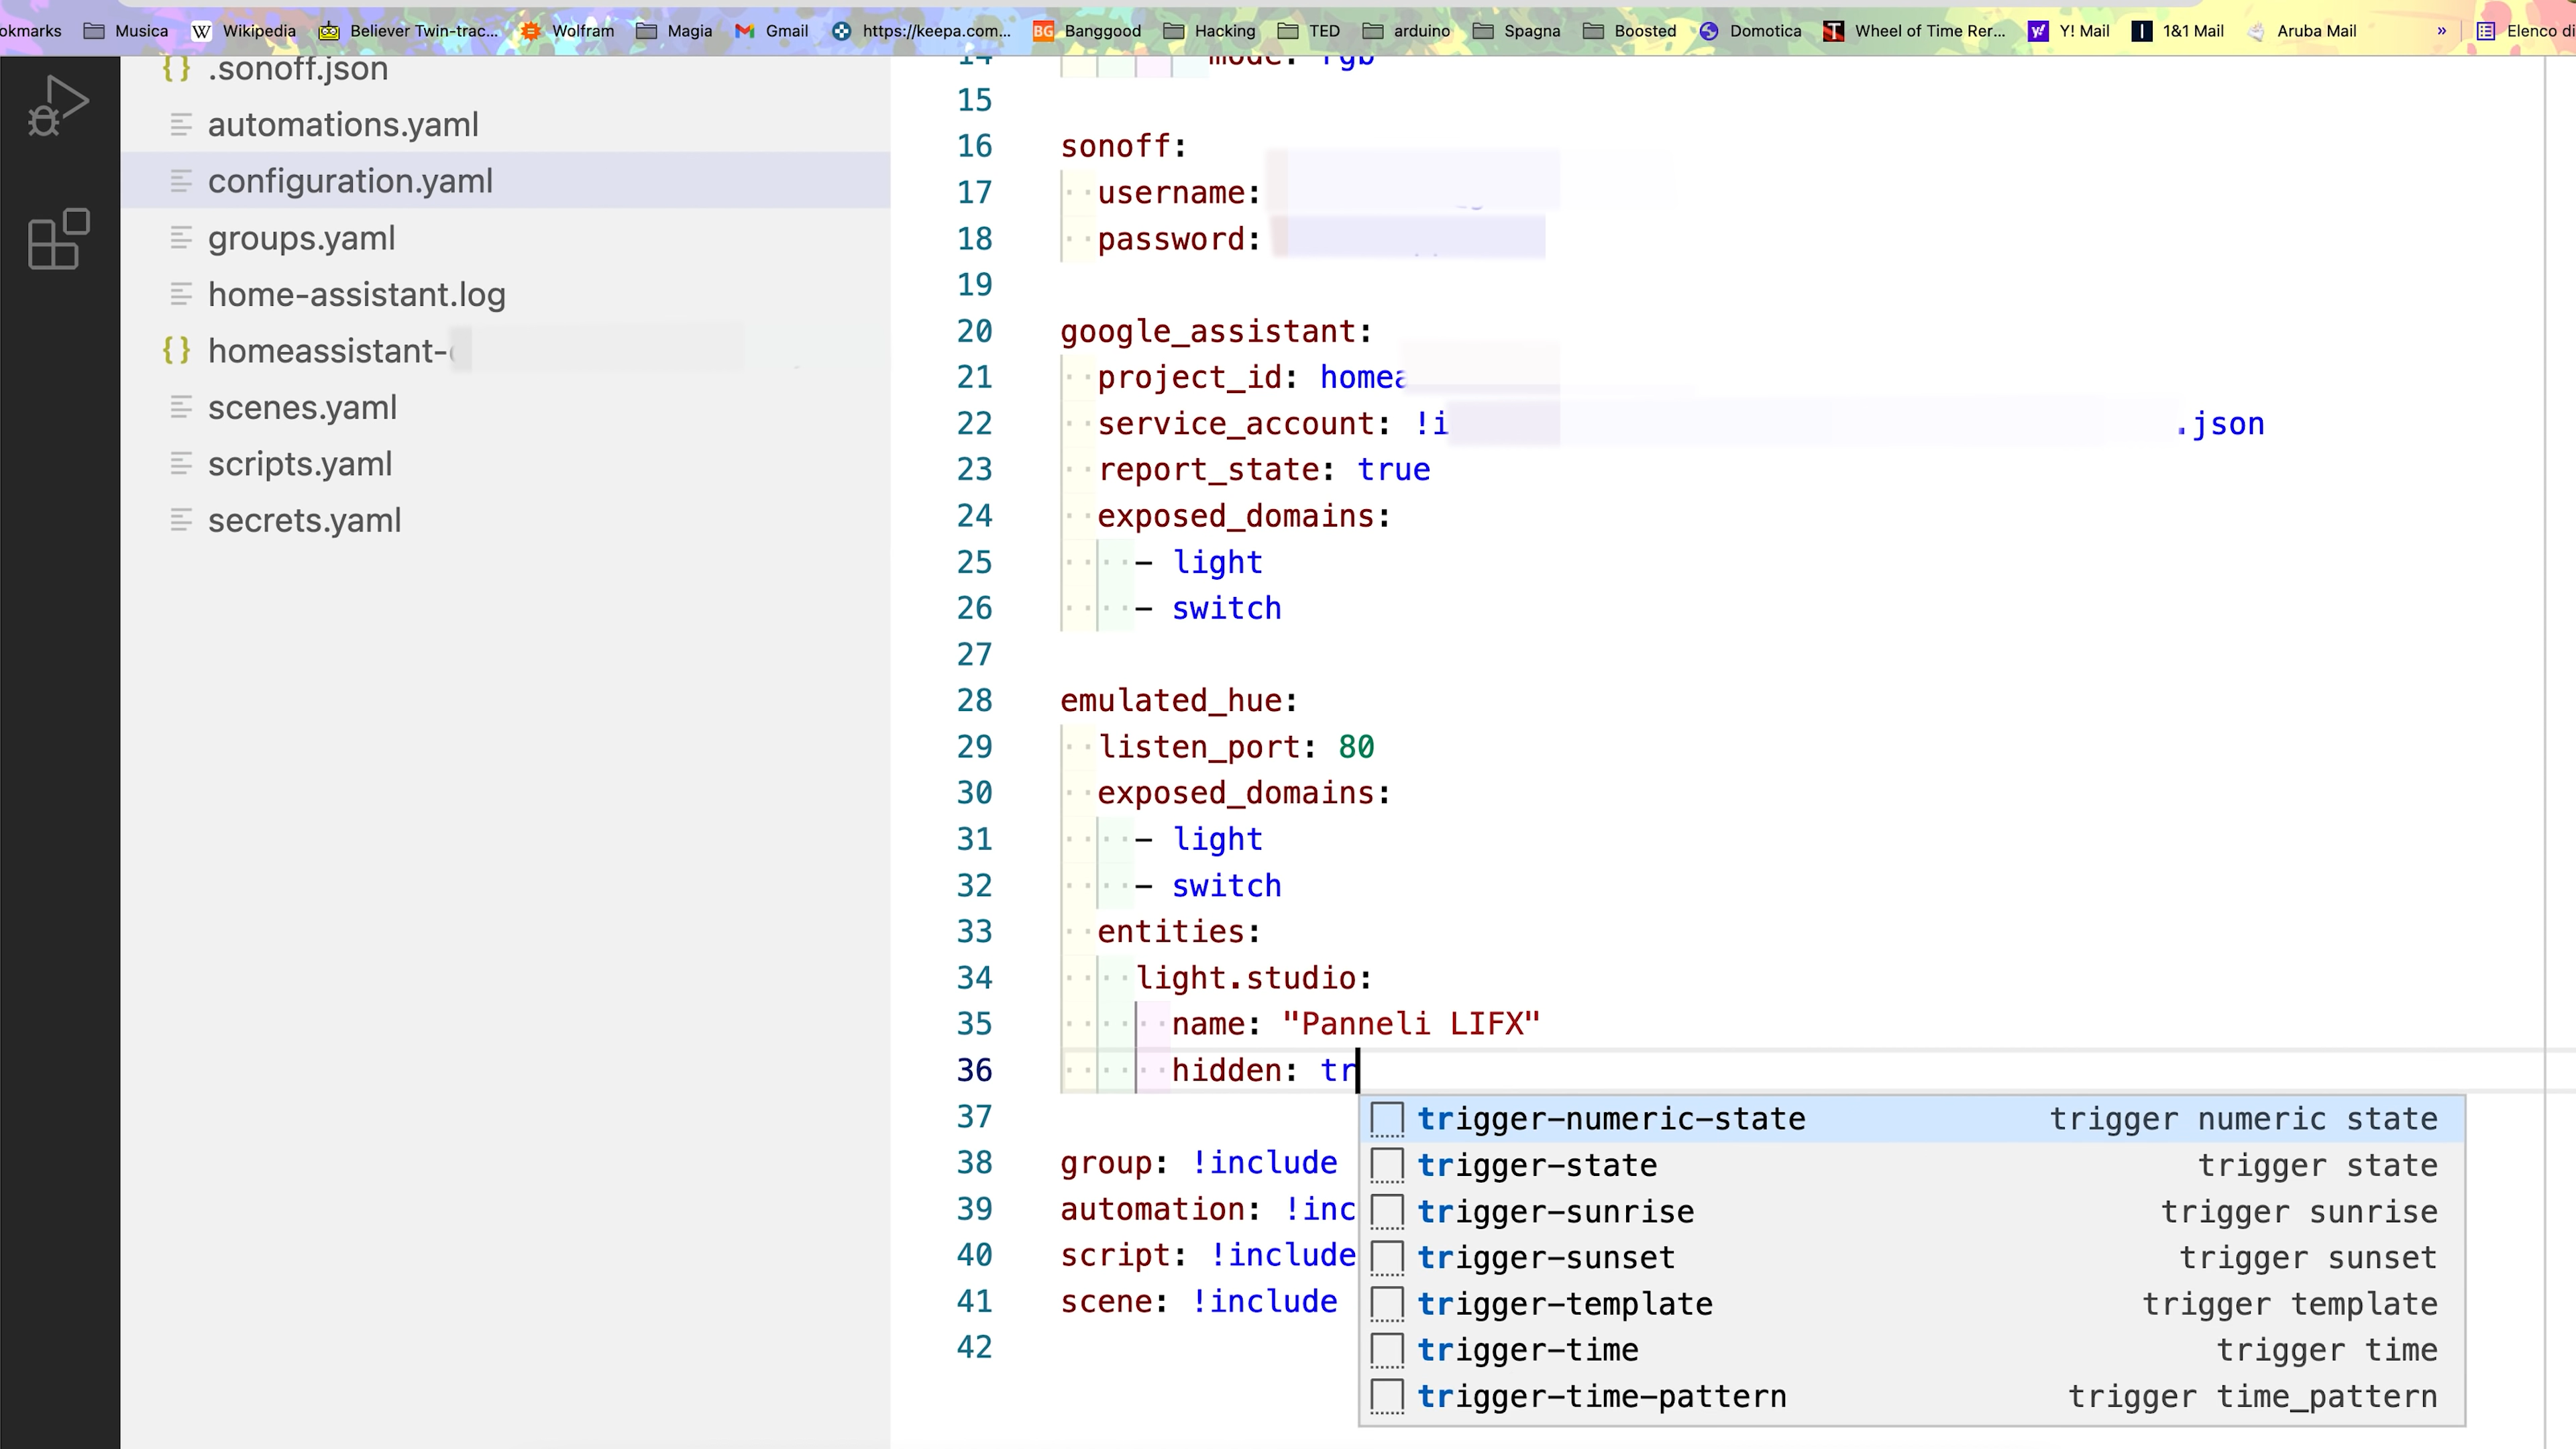 okmarks Musica Wikipedia Believer Twin-trac... Wolfram Magia Gmail https://keepa.com... Banggood Hacking TED arduino Spagna Boosted Domotica Wheel of Time Rer... Y! Mail 1&1 Mail Aruba Mail » Elenco di
.sonoff.json
automations.yaml
configuration.yaml
groups.yaml
home-assistant.log
homeassistant-
scenes.yaml
scripts.yaml
secrets.yaml
14 mode: rgb
15
16 sonoff:
17 username:
18 password:
19
20 google_assistant:
21 project_id: homea
22 service_account: !i .json
23 report_state: true
24 exposed_domains:
25 - light
26 - switch
27
28 emulated_hue:
29 listen_port: 80
30 exposed_domains:
31 - light
32 - switch
33 entities:
34 light.studio:
35 name: "Panneli LIFX"
36 hidden: tr
37
38 group: !include
39 automation: !inc
40 script: !include
41 scene: !include
42
trigger-numeric-state trigger numeric state
trigger-state trigger state
trigger-sunrise trigger sunrise
trigger-sunset trigger sunset
trigger-template trigger template
trigger-time trigger time
trigger-time-pattern trigger time_pattern